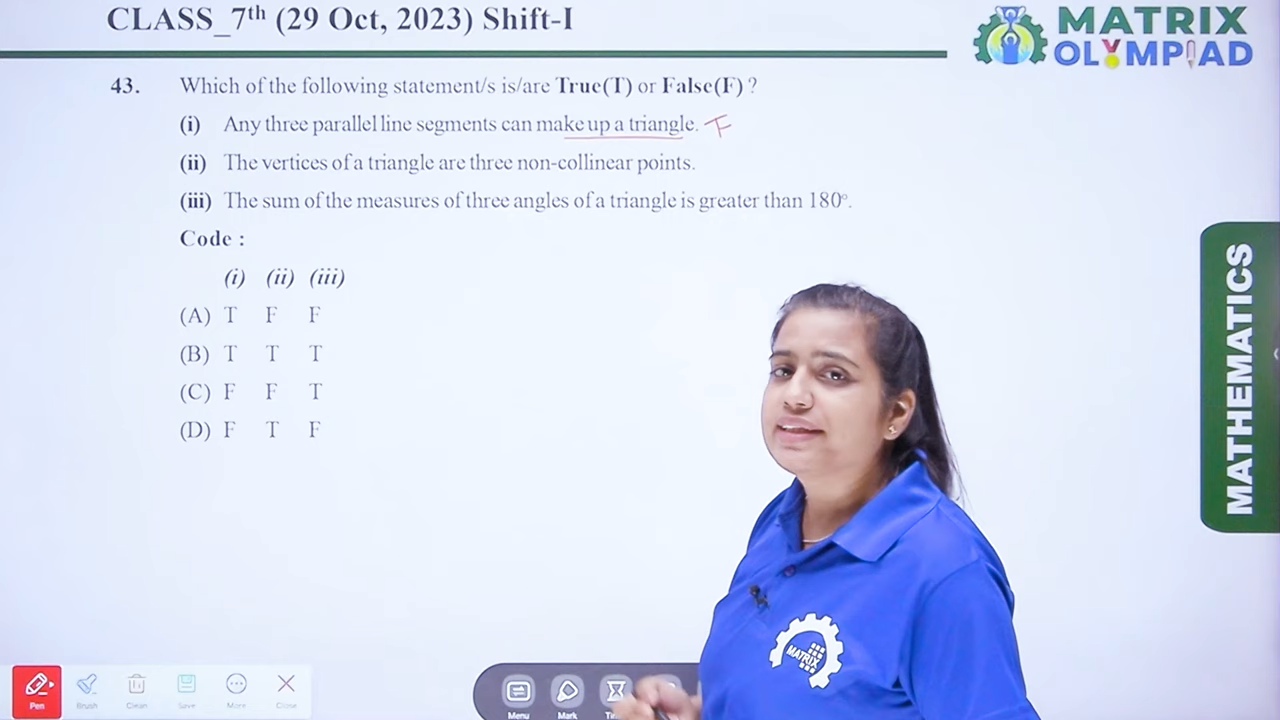 CLASS_7th (29 Oct, 2023) Shift-I
MATRIX
OLYMPIAD
43. Which of the following statement/s is/are True(T) or False(F) ?
(i) Any three parallel line segments can make up a triangle. F
(ii) The vertices of a triangle are three non-collinear points.
(iii) The sum of the measures of three angles of a triangle is greater than 180°.
Code :
(i) (ii) (iii)
(A) T F F
(B) T T T
(C) F F T
(D) F T F
MATHEMATICS
MATRIX
Pen Brush Clean Save More Close
Menu Mark